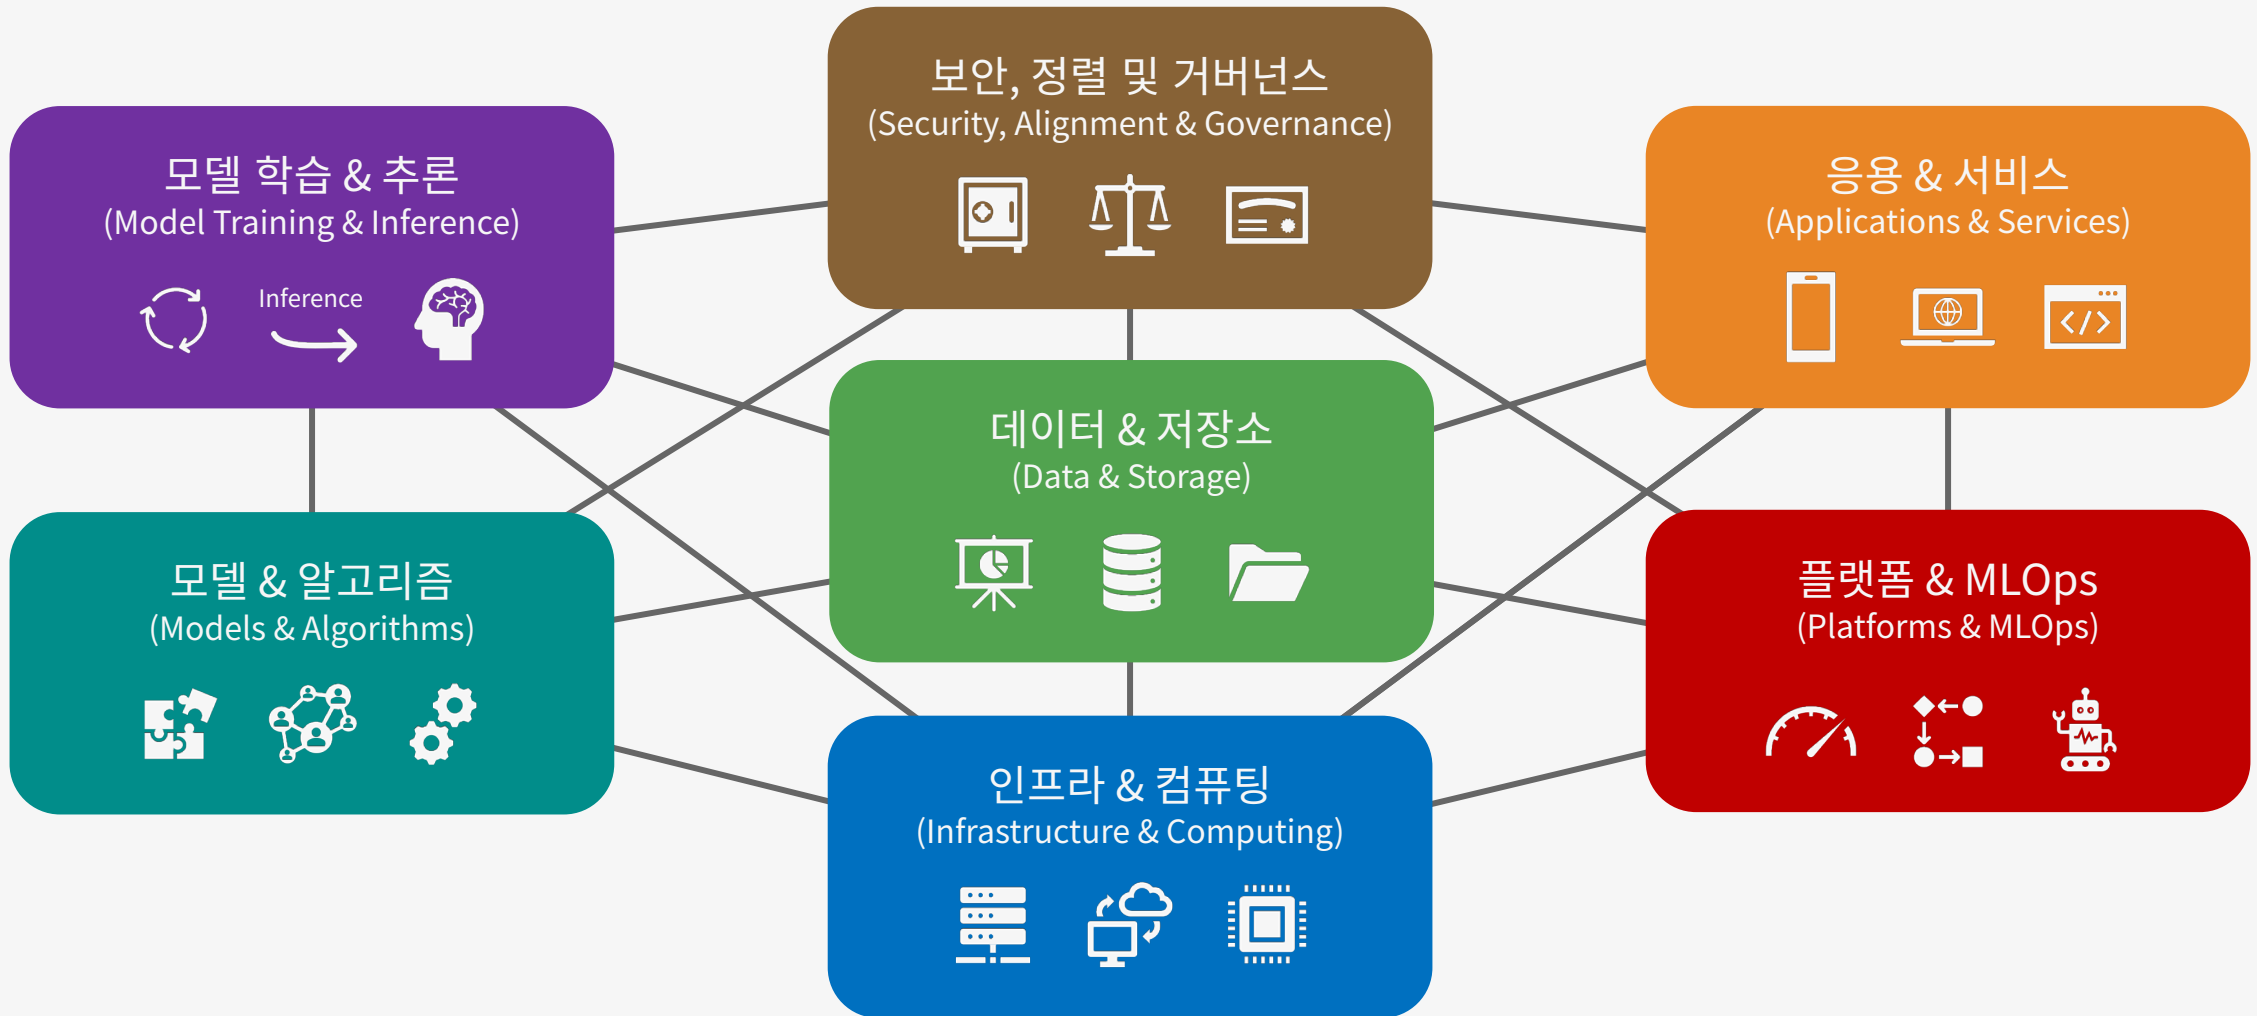 보안, 정렬 및 거버넌스
(Security, Alignment & Governance)
모델 학습 & 추론
(Model Training & Inference)
Inference
응용 & 서비스
(Applications & Services)
데이터 & 저장소
(Data & Storage)
모델 & 알고리즘
(Models & Algorithms)
플랫폼 & MLOps
(Platforms & MLOps)
인프라 & 컴퓨팅
(Infrastructure & Computing)